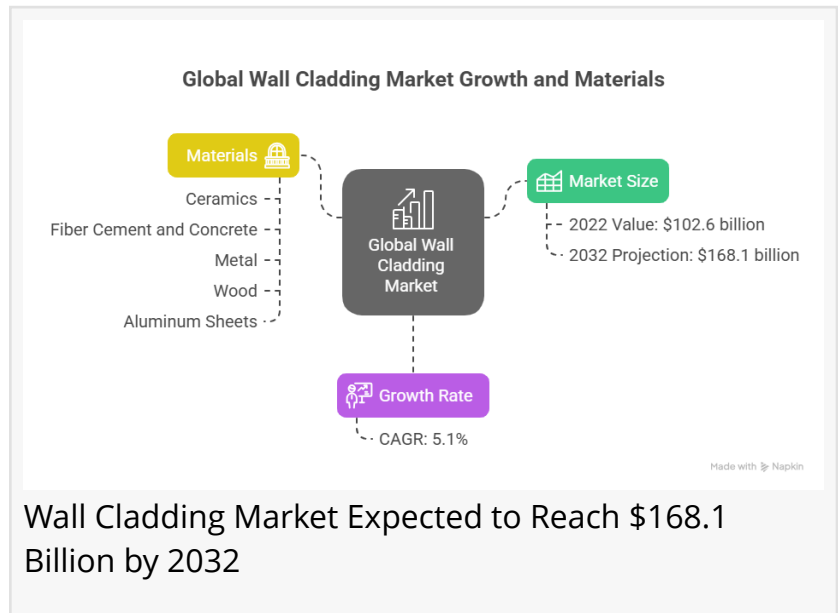 Global Wall Cladding Market Growth and Materials
Materials
Ceramics
Fiber Cement and Concrete
Metal
Wood
Aluminum Sheets
Global Wall
Cladding
Market
Market Size
2022 Value: $102.6 billion
2032 Projection: $168.1 billion
Growth Rate
CAGR: 5.1%
Made with Napkin
Wall Cladding Market Expected to Reach $168.1
Billion by 2032